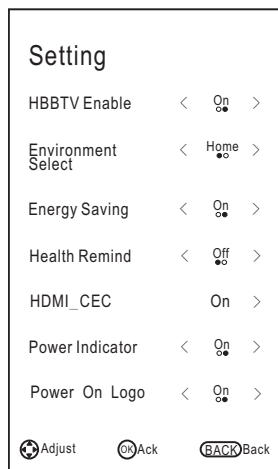 Setting
HBBTV Enable < On >
Environment < Home >
Select
Energy Saving < On >
Health Remind < Off >
HDMI_CEC On >
Power Indicator < On >
Power On Logo < On >
Adjust OK Ack BACK Back